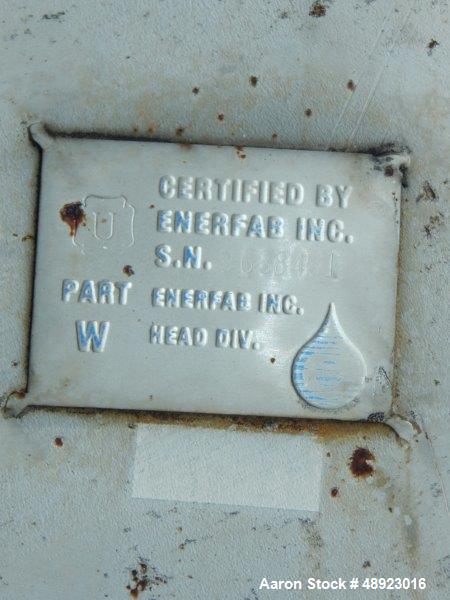 CERTIFIED BY
U
ENERFAB INC.
S.N.
PART ENERFAB INC.
W HEAD DIV.
Aaron Stock # 48923016